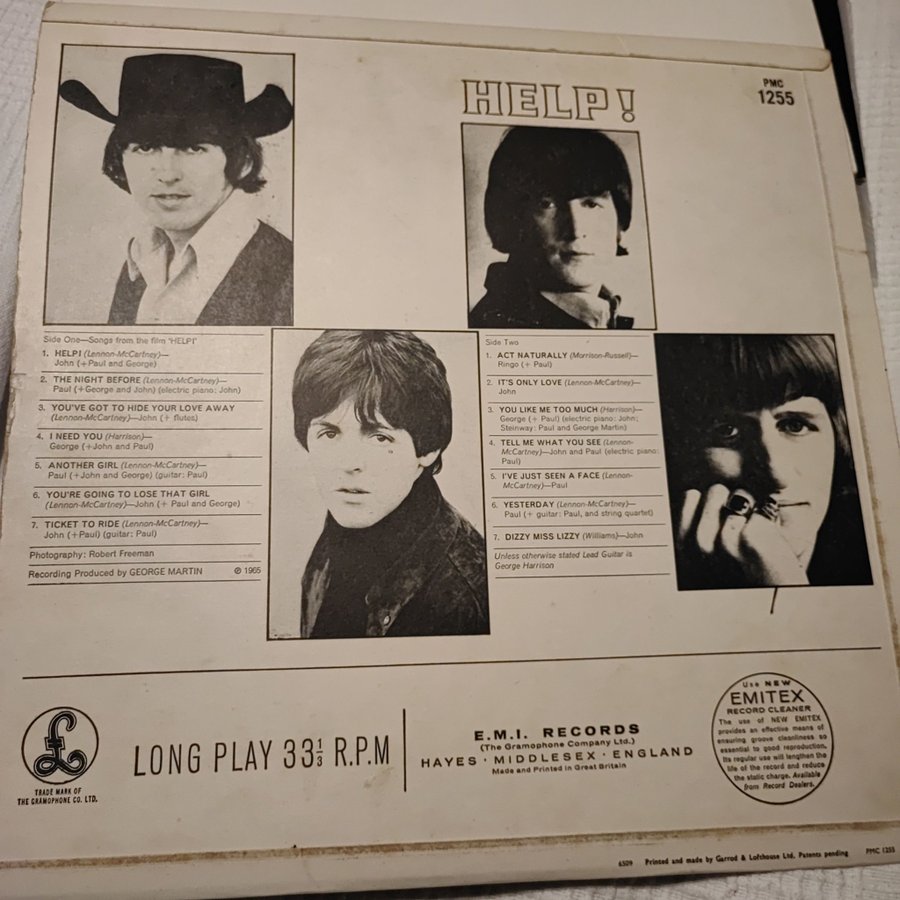 HELP!
PMC
1255
Side One—Songs from the film 'HELP!'
1. HELP! (Lennon-McCartney)—
John (+Paul and George)
2. THE NIGHT BEFORE (Lennon-McCartney)—
Paul (+George and John) (electric piano: John)
3. YOU'VE GOT TO HIDE YOUR LOVE AWAY
(Lennon-McCartney)—John (+ flutes)
4. I NEED YOU (Harrison)—
George (+John and Paul)
5. ANOTHER GIRL (Lennon-McCartney)—
Paul (+John and George) (guitar: Paul)
6. YOU'RE GOING TO LOSE THAT GIRL
(Lennon-McCartney)—John (+ Paul and George)
7. TICKET TO RIDE (Lennon-McCartney)—
John (+Paul) (guitar: Paul)
Photography: Robert Freeman
Recording Produced by GEORGE MARTIN ℗ 1965
Side Two
1. ACT NATURALLY (Morrison-Russell)—
Ringo (+ Paul)
2. IT'S ONLY LOVE (Lennon-McCartney)—
John
3. YOU LIKE ME TOO MUCH (Harrison)—
George (+ Paul) (electric piano: John;
Steinway: Paul and George Martin)
4. TELL ME WHAT YOU SEE (Lennon-
McCartney)—John and Paul (electric piano:
Paul)
5. I'VE JUST SEEN A FACE (Lennon-
McCartney)—Paul
6. YESTERDAY (Lennon-McCartney)—
Paul (+ guitar: Paul, and string quartet)
7. DIZZY MISS LIZZY (Williams)—John
Unless otherwise stated Lead Guitar is
George Harrison
£
TRADE MARK OF
THE GRAMOPHONE CO. LTD.
LONG PLAY 33⅓ R.P.M
E.M.I. RECORDS
(The Gramophone Company Ltd.)
HAYES · MIDDLESEX · ENGLAND
Made and Printed in Great Britain
Use NEW
EMITEX
RECORD CLEANER
The use of NEW EMITEX
provides an effective means of
ensuring groove cleanliness so
essential to good reproduction.
Its regular use will lengthen the
life of the record and reduce
the static charge. Available
from Record Dealers.
6509 Printed and made by Garrod & Lofthouse Ltd. Patents pending PMC 1255